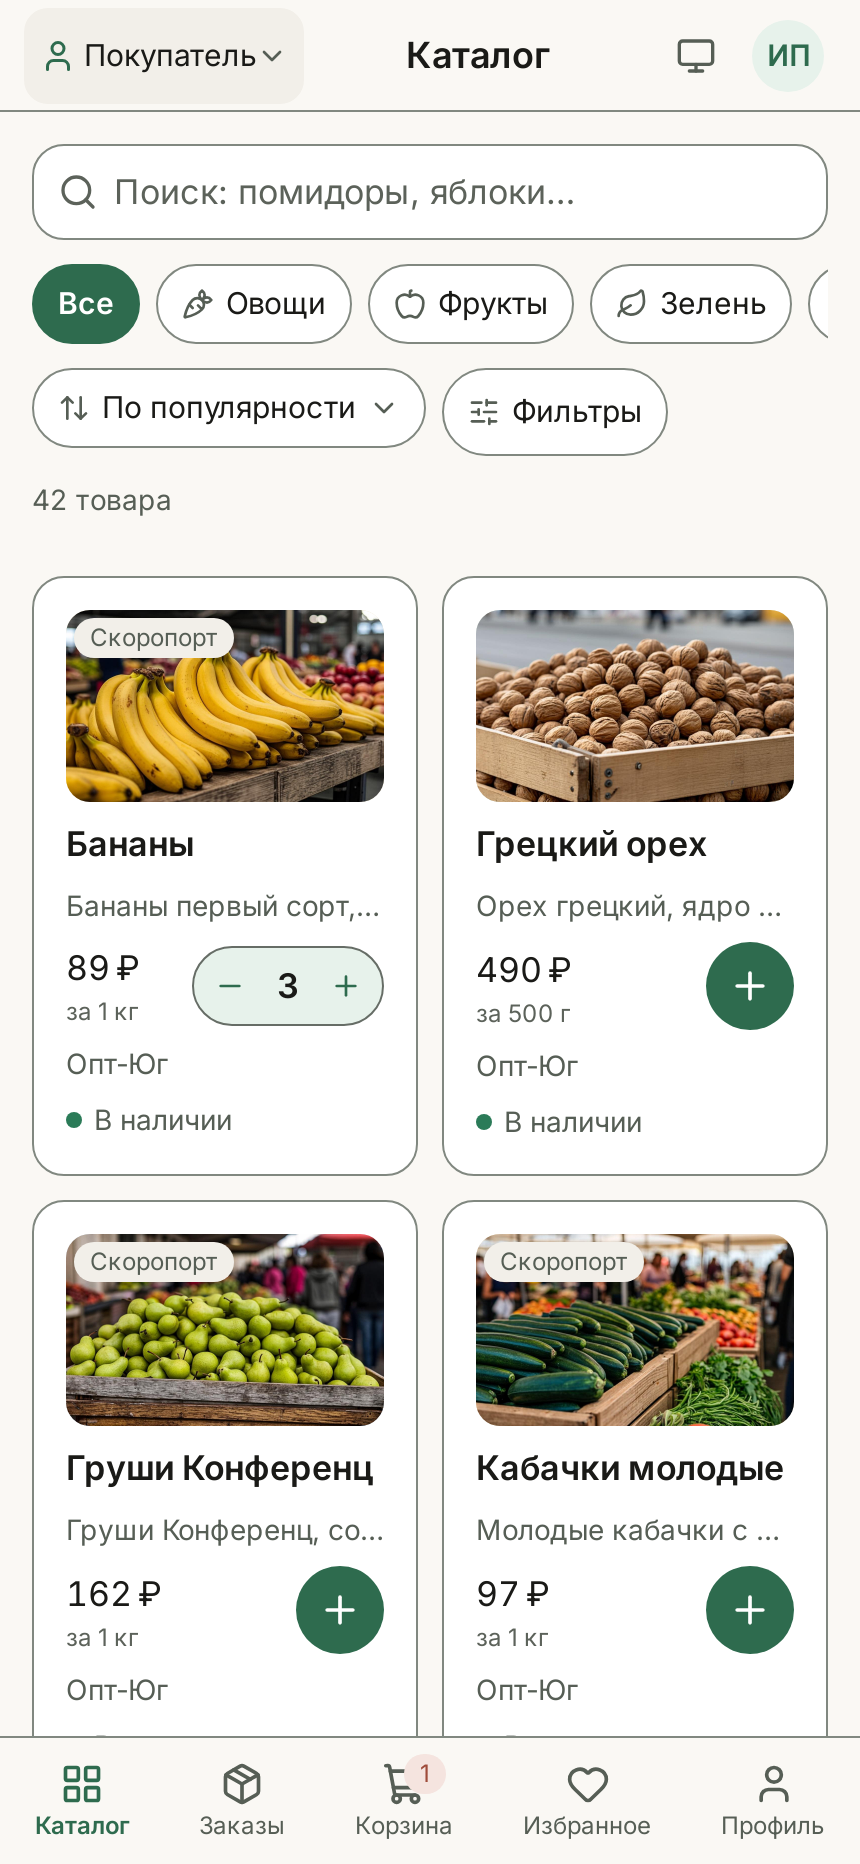 Покупатель
Каталог
ИП
Поиск: помидоры, яблоки...
Все
Овощи
Фрукты
Зелень
По популярности
Фильтры
42 товара
Скоропорт
Бананы
Бананы первый сорт,...
89 ₽
за 1 кг
3
Опт-Юг
В наличии
Грецкий орех
Орех грецкий, ядро ...
490 ₽
за 500 г
Опт-Юг
В наличии
Скоропорт
Груши Конференц
Груши Конференц, со...
162 ₽
за 1 кг
Опт-Юг
Скоропорт
Кабачки молодые
Молодые кабачки с ...
97 ₽
за 1 кг
Опт-Юг
Каталог
Заказы
1
Корзина
Избранное
Профиль